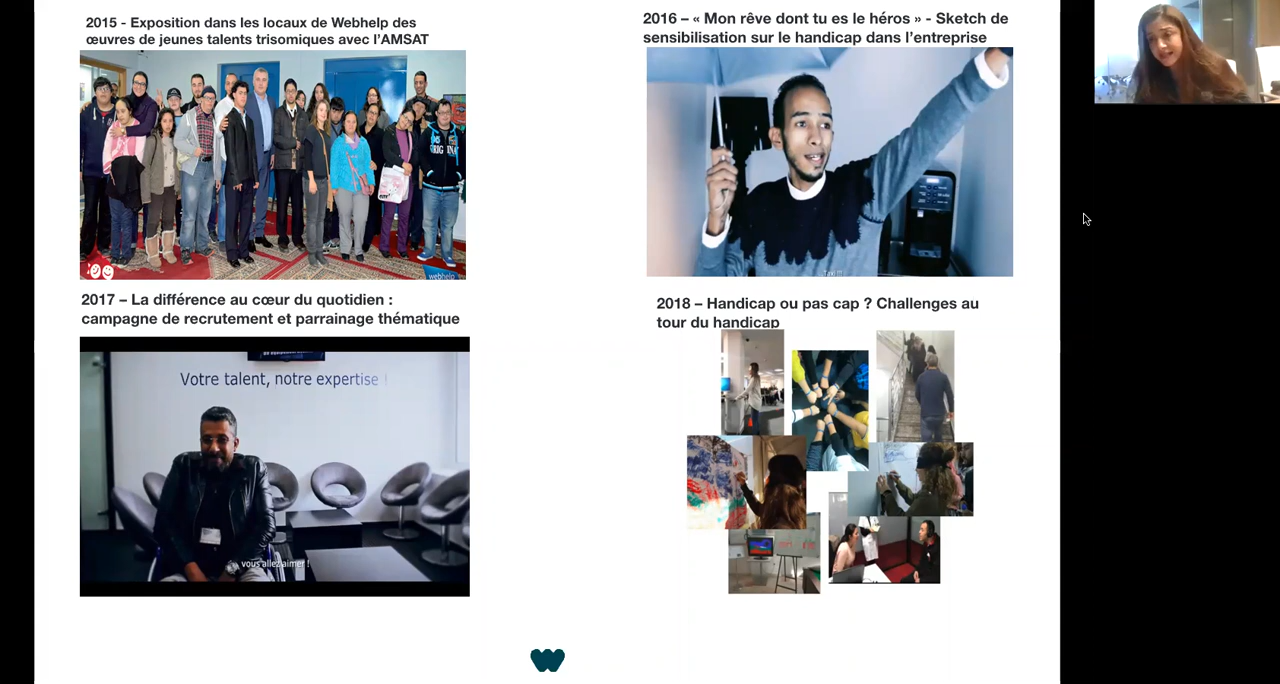 2015 - Exposition dans les locaux de Webhelp des
œuvres de jeunes talents trisomiques avec l’AMSAT
webhelp
2016 – « Mon rêve dont tu es le héros » - Sketch de
sensibilisation sur le handicap dans l’entreprise
Taxi !!
2017 – La différence au cœur du quotidien :
campagne de recrutement et parrainage thématique
Votre talent, notre expertise !
vous allez aimer !
2018 – Handicap ou pas cap ? Challenges au
tour du handicap